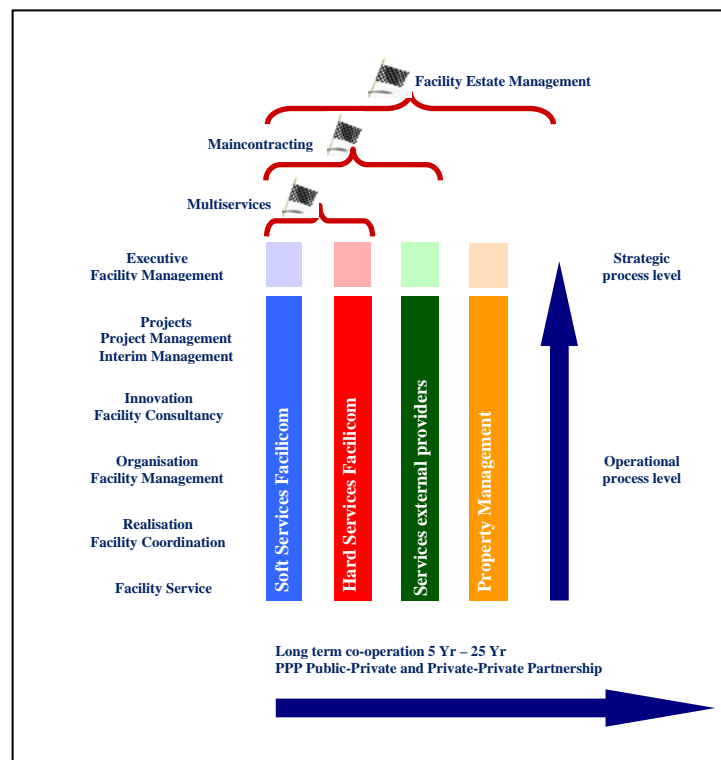 Facility Estate Management
Maincontracting
Multiservices
Executive
Facility Management
Strategic
process level
Projects
Project Management
Interim Management
Innovation
Facility Consultancy
Organisation
Facility Management
Operational
process level
Realisation
Facility Coordination
Facility Service
Soft Services Facilicom
Hard Services Facilicom
Services external providers
Property Management
Long term co-operation 5 Yr – 25 Yr
PPP Public-Private and Private-Private Partnership